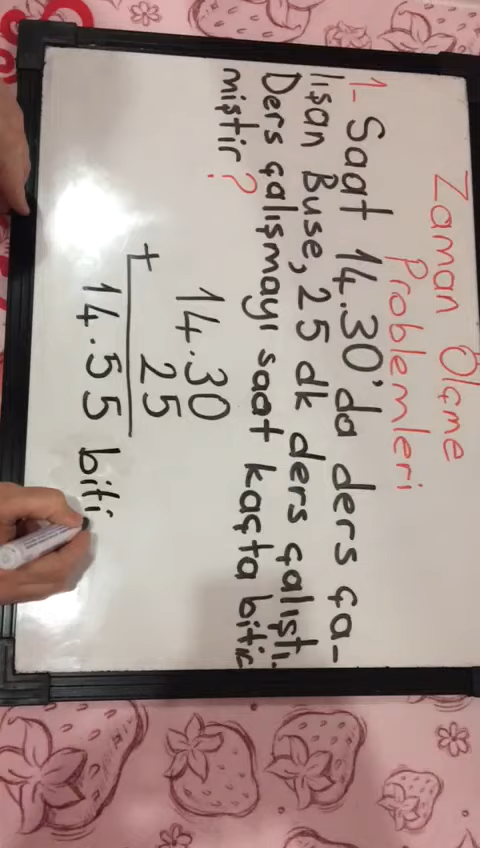 Zaman Ölçme
Problemleri
1- Saat 14.30'da ders ça-
lışan Buse, 25 dk ders çalıştı.
Ders çalışmayı saat kaçta bitir
miştir?
14.30
+ 25
14.55 biti